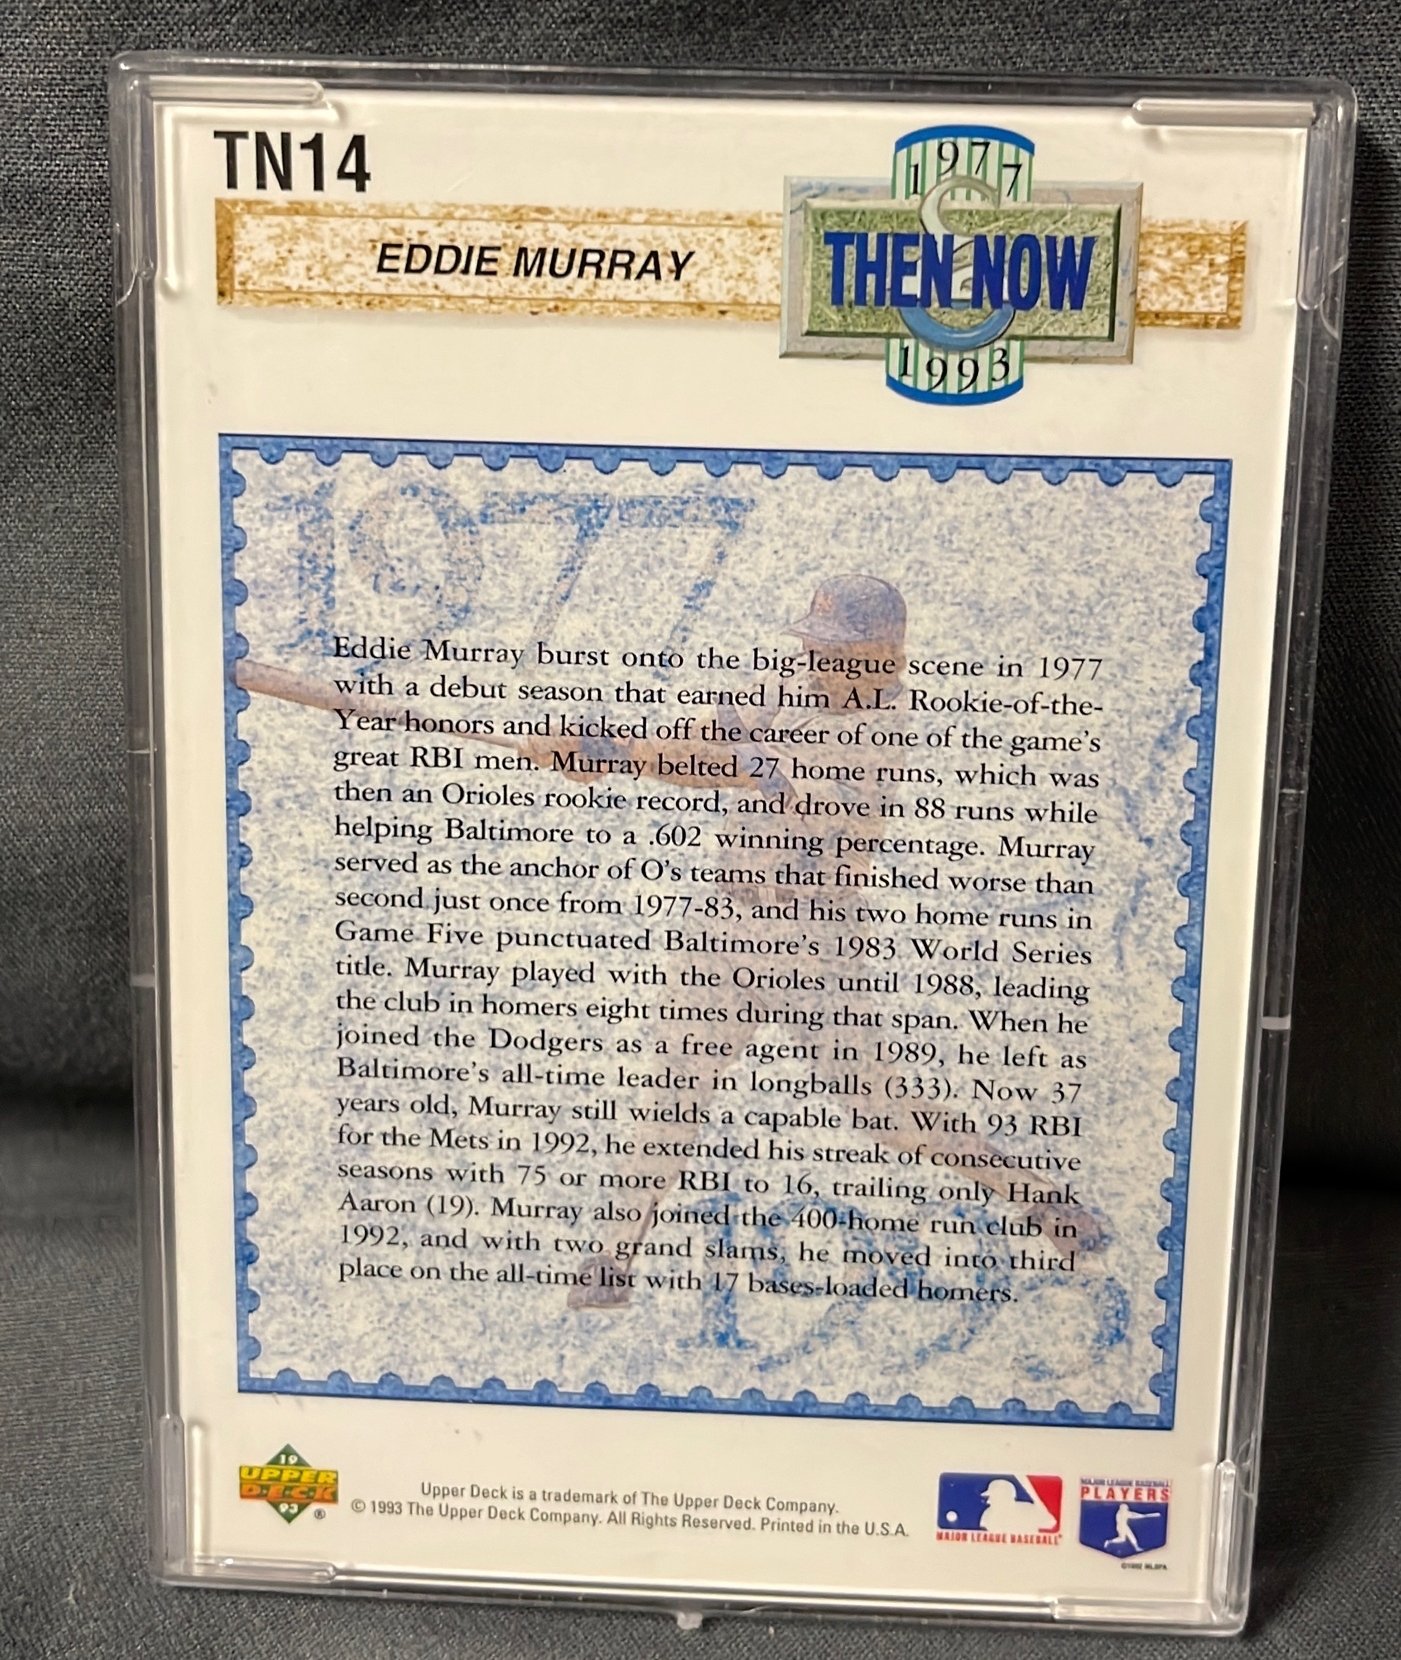 TN14
1977
EDDIE MURRAY
THEN & NOW
1993
1977
Eddie Murray burst onto the big-league scene in 1977
with a debut season that earned him A.L. Rookie-of-the-
Year honors and kicked off the career of one of the game's
great RBI men. Murray belted 27 home runs, which was
then an Orioles rookie record, and drove in 88 runs while
helping Baltimore to a .602 winning percentage. Murray
served as the anchor of O's teams that finished worse than
second just once from 1977-83, and his two home runs in
Game Five punctuated Baltimore's 1983 World Series
title. Murray played with the Orioles until 1988, leading
the club in homers eight times during that span. When he
joined the Dodgers as a free agent in 1989, he left as
Baltimore's all-time leader in longballs (333). Now 37
years old, Murray still wields a capable bat. With 93 RBI
for the Mets in 1992, he extended his streak of consecutive
seasons with 75 or more RBI to 16, trailing only Hank
Aaron (19). Murray also joined the 400-home run club in
1992, and with two grand slams, he moved into third
place on the all-time list with 17 bases-loaded homers.
1993
19
UPPER
DECK
93
®
Upper Deck is a trademark of The Upper Deck Company.
© 1993 The Upper Deck Company. All Rights Reserved. Printed in the U.S.A.
MAJOR LEAGUE BASEBALL
MAJOR LEAGUE BASEBALL
PLAYERS
©1992 MLBPA